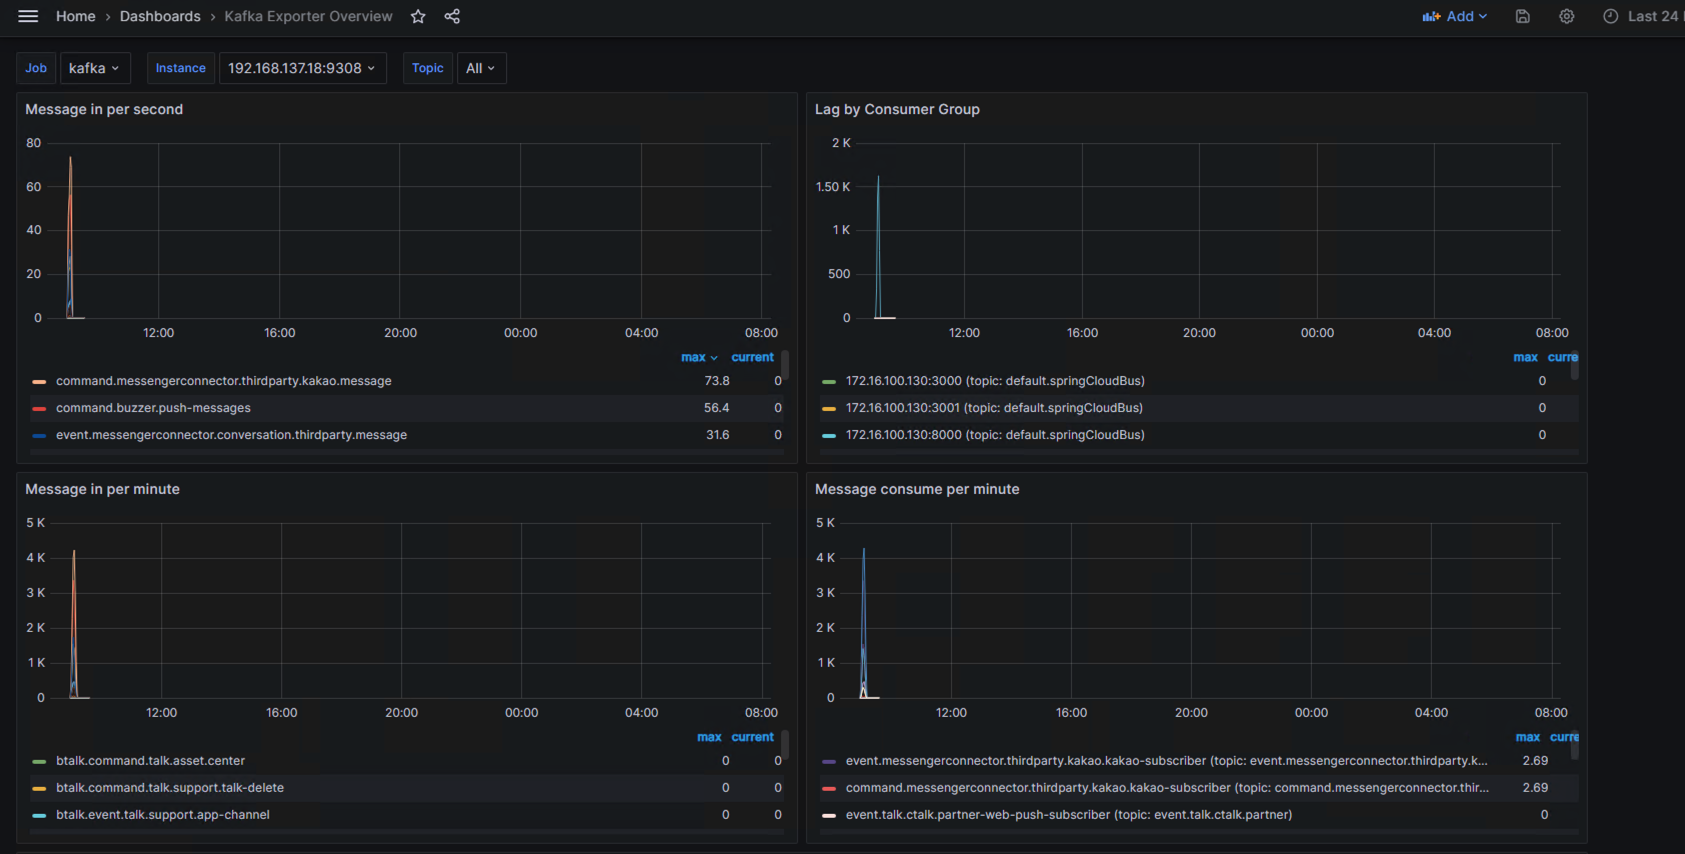 Home › Dashboards › Kafka Exporter Overview
Add
Last 24
Job kafka Instance 192.168.137.18:9308 Topic All
Message in per second
80
60
40
20
0
12:00 16:00 20:00 00:00 04:00 08:00
max current
command.messengerconnector.thirdparty.kakao.message 73.8 0
command.buzzer.push-messages 56.4 0
event.messengerconnector.conversation.thirdparty.message 31.6 0
Lag by Consumer Group
2 K
1.50 K
1 K
500
0
12:00 16:00 20:00 00:00 04:00 08:00
max curre
172.16.100.130:3000 (topic: default.springCloudBus) 0
172.16.100.130:3001 (topic: default.springCloudBus) 0
172.16.100.130:8000 (topic: default.springCloudBus) 0
Message in per minute
5 K
4 K
3 K
2 K
1 K
0
12:00 16:00 20:00 00:00 04:00 08:00
max current
btalk.command.talk.asset.center 0 0
btalk.command.talk.support.talk-delete 0 0
btalk.event.talk.support.app-channel 0 0
Message consume per minute
5 K
4 K
3 K
2 K
1 K
0
12:00 16:00 20:00 00:00 04:00 08:00
max curre
event.messengerconnector.thirdparty.kakao.kakao-subscriber (topic: event.messengerconnector.thirdparty.k... 2.69
command.messengerconnector.thirdparty.kakao.kakao-subscriber (topic: command.messengerconnector.thir... 2.69
event.talk.ctalk.partner-web-push-subscriber (topic: event.talk.ctalk.partner) 0